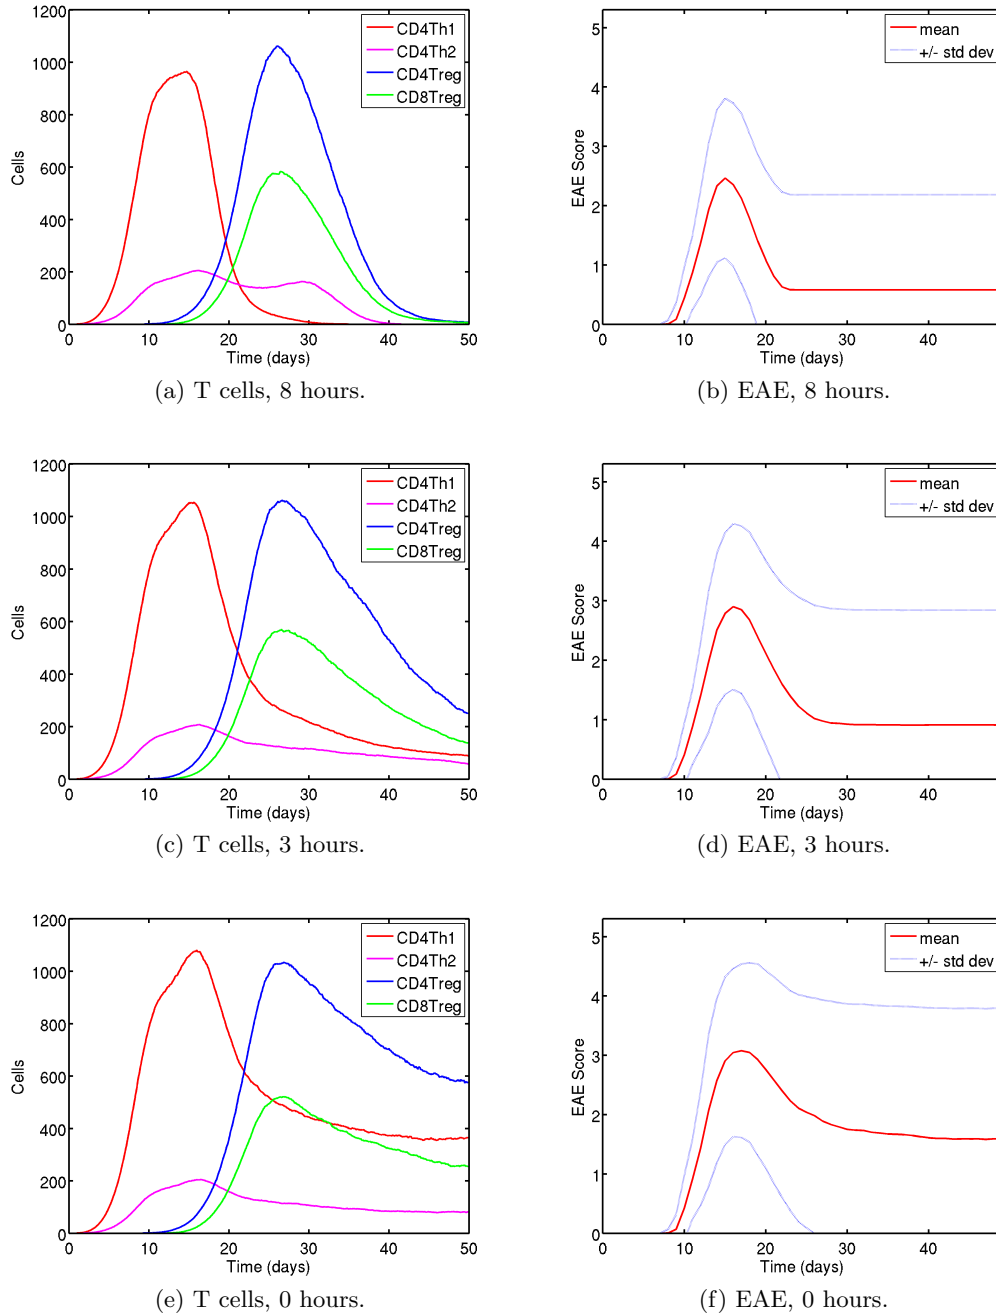 1200
1000
800
600
400
200
0
Cells
CD4Th1
CD4Th2
CD4Treg
CD8Treg
0 10 20 30 40 50
Time (days)
(a) T cells, 8 hours.
5
4
3
2
1
0
EAE Score
mean
+/- std dev
0 10 20 30 40
Time (days)
(b) EAE, 8 hours.
1200
1000
800
600
400
200
0
Cells
CD4Th1
CD4Th2
CD4Treg
CD8Treg
0 10 20 30 40 50
Time (days)
(c) T cells, 3 hours.
5
4
3
2
1
0
EAE Score
mean
+/- std dev
0 10 20 30 40
Time (days)
(d) EAE, 3 hours.
1200
1000
800
600
400
200
0
Cells
CD4Th1
CD4Th2
CD4Treg
CD8Treg
0 10 20 30 40 50
Time (days)
(e) T cells, 0 hours.
5
4
3
2
1
0
EAE Score
mean
+/- std dev
0 10 20 30 40
Time (days)
(f) EAE, 0 hours.